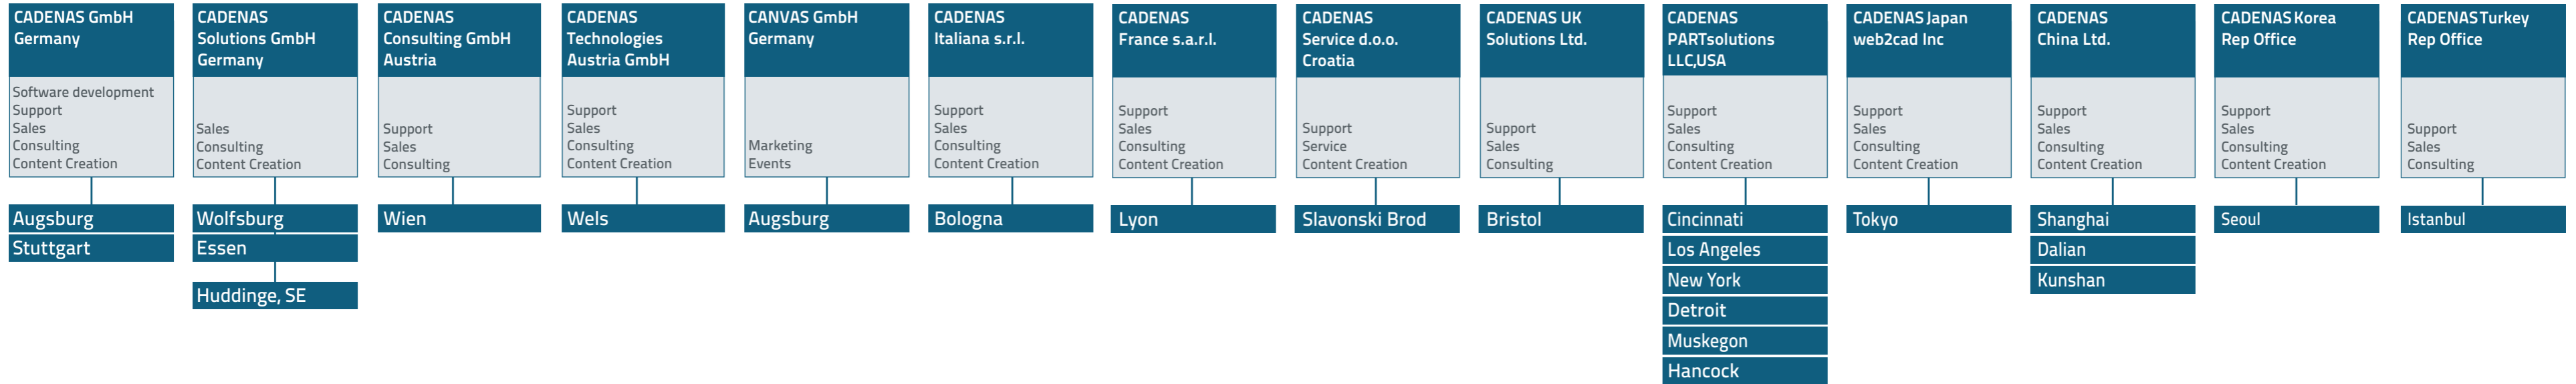 CADENAS GmbH
Germany
Software development
Support
Sales
Consulting
Content Creation
Augsburg
Stuttgart
CADENAS
Solutions GmbH
Germany
Sales
Consulting
Content Creation
Wolfsburg
Essen
Huddinge, SE
CADENAS
Consulting GmbH
Austria
Support
Sales
Consulting
Wien
CADENAS
Technologies
Austria GmbH
Support
Sales
Consulting
Content Creation
Wels
CANVAS GmbH
Germany
Marketing
Events
Augsburg
CADENAS
Italiana s.r.l.
Support
Sales
Consulting
Content Creation
Bologna
CADENAS
France s.a.r.l.
Support
Sales
Consulting
Content Creation
Lyon
CADENAS
Service d.o.o.
Croatia
Support
Service
Content Creation
Slavonski Brod
CADENAS UK
Solutions Ltd.
Support
Sales
Consulting
Bristol
CADENAS
PARTsolutions
LLC,USA
Support
Sales
Consulting
Content Creation
Cincinnati
Los Angeles
New York
Detroit
Muskegon
Hancock
CADENAS Japan
web2cad Inc
Support
Sales
Consulting
Content Creation
Tokyo
CADENAS
China Ltd.
Support
Sales
Consulting
Content Creation
Shanghai
Dalian
Kunshan
CADENAS Korea
Rep Office
Support
Sales
Consulting
Content Creation
Seoul
CADENAS Turkey
Rep Office
Support
Sales
Consulting
Istanbul